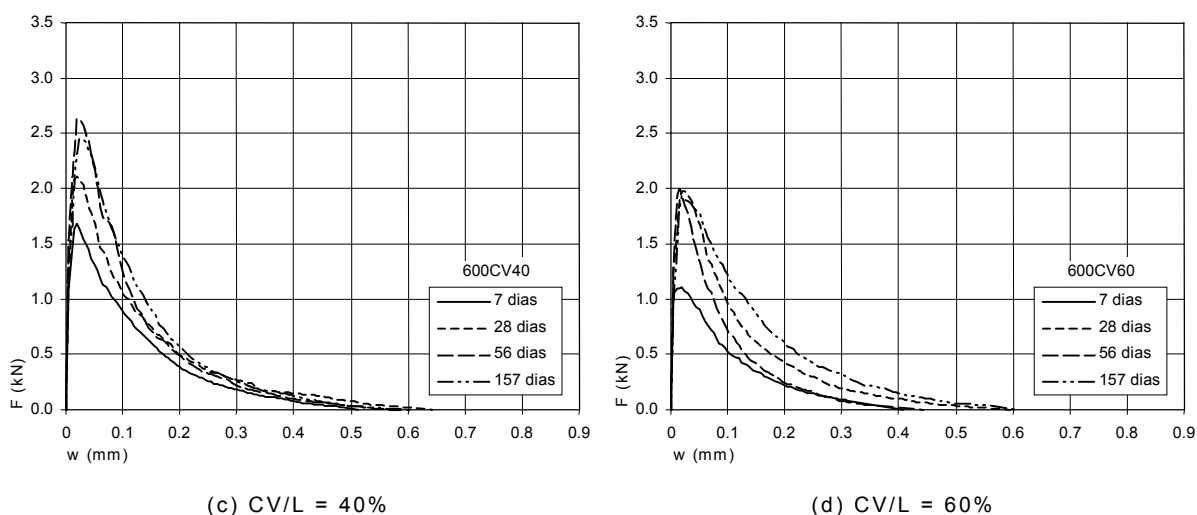 3.5
3.0
2.5
2.0
1.5
1.0
0.5
0.0
F (kN)
0 0.1 0.2 0.3 0.4 0.5 0.6 0.7 0.8 0.9
w (mm)
600CV40
7 dias
28 dias
56 dias
157 dias
(c) CV/L = 40%
3.5
3.0
2.5
2.0
1.5
1.0
0.5
0.0
F (kN)
0 0.1 0.2 0.3 0.4 0.5 0.6 0.7 0.8 0.9
w (mm)
600CV60
7 dias
28 dias
56 dias
157 dias
(d) CV/L = 60%